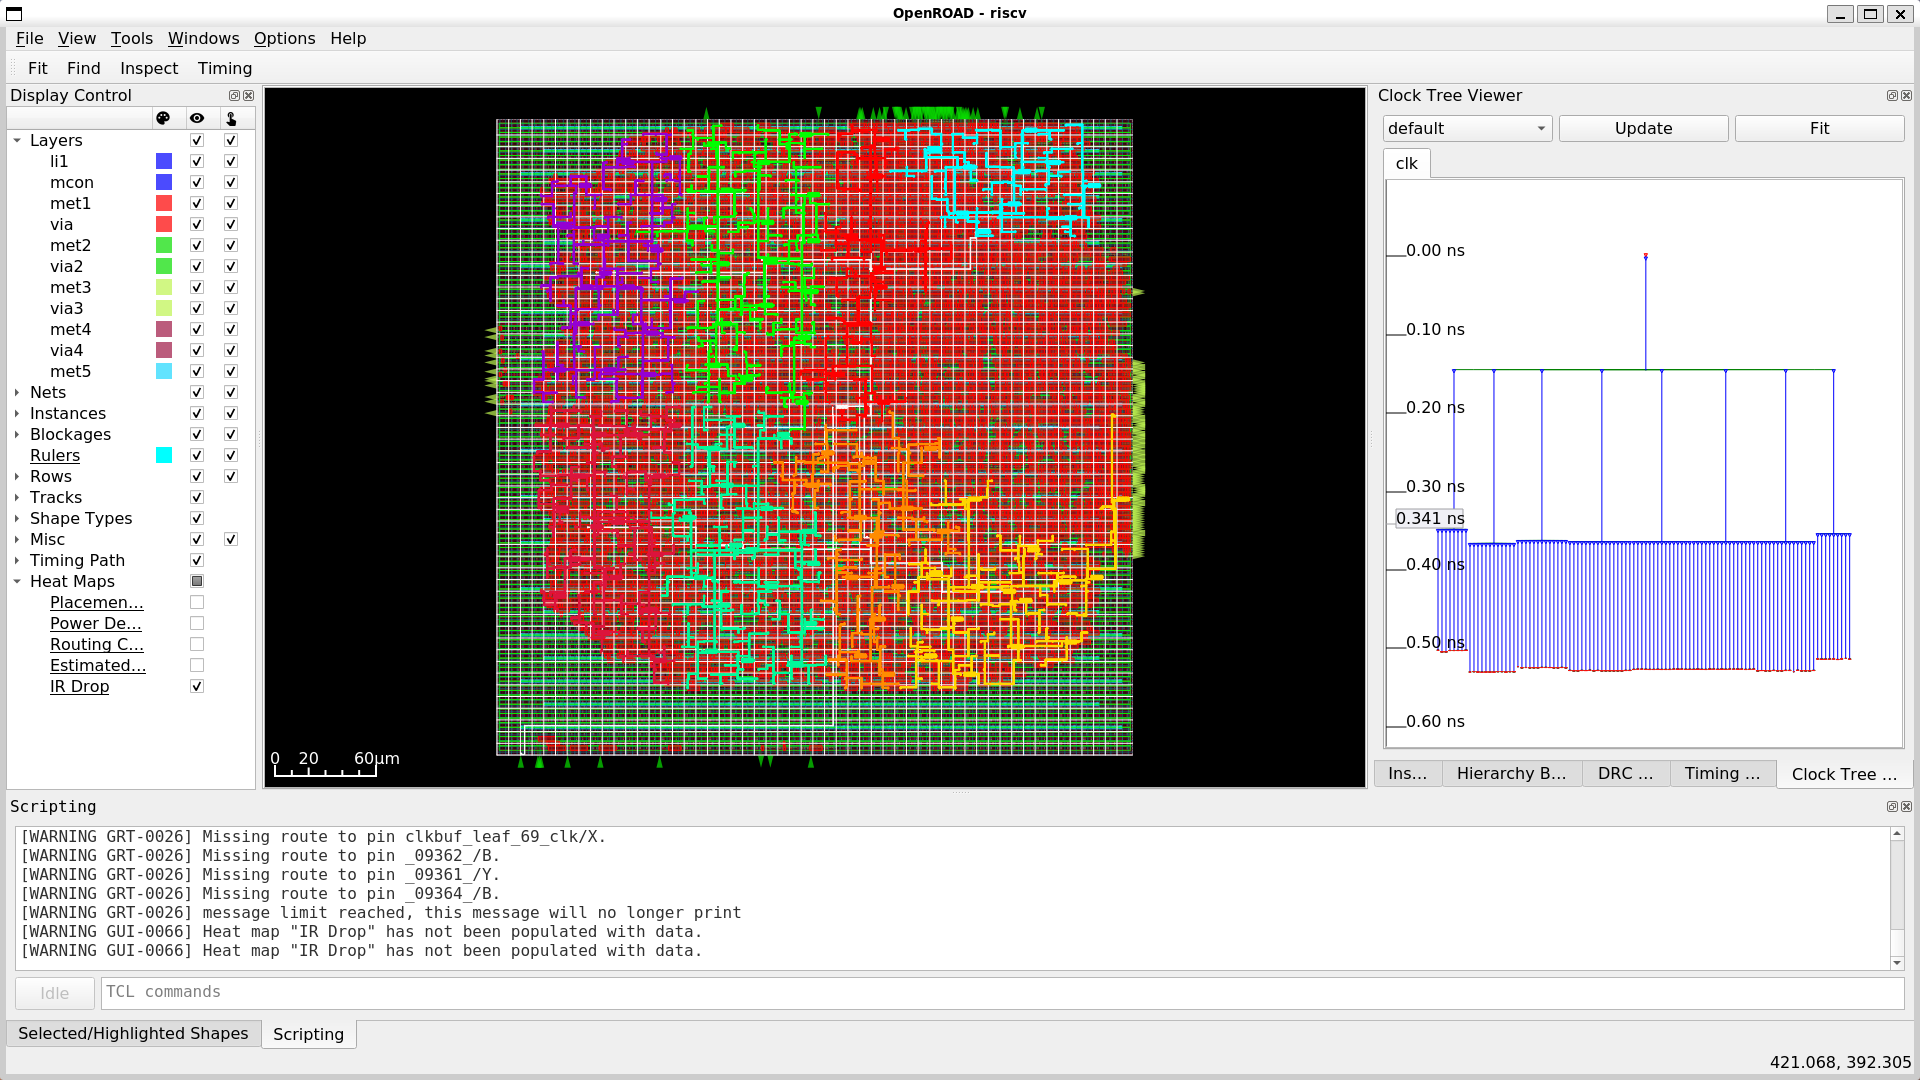 OpenROAD - riscv
File View Tools Windows Options Help
Fit Find Inspect Timing
Display Control
Layers
li1
mcon
met1
via
met2
via2
met3
via3
met4
via4
met5
Nets
Instances
Blockages
Rulers
Rows
Tracks
Shape Types
Misc
Timing Path
Heat Maps
Placemen...
Power De...
Routing C...
Estimated...
IR Drop
0 20 60μm
Clock Tree Viewer
default Update Fit
clk
0.00 ns
0.10 ns
0.20 ns
0.30 ns
0.341 ns
0.40 ns
0.50 ns
0.60 ns
Ins... Hierarchy B... DRC ... Timing ... Clock Tree ...
Scripting
[WARNING GRT-0026] Missing route to pin clkbuf_leaf_69_clk/X.
[WARNING GRT-0026] Missing route to pin _09362_/B.
[WARNING GRT-0026] Missing route to pin _09361_/Y.
[WARNING GRT-0026] Missing route to pin _09364_/B.
[WARNING GRT-0026] message limit reached, this message will no longer print
[WARNING GUI-0066] Heat map "IR Drop" has not been populated with data.
[WARNING GUI-0066] Heat map "IR Drop" has not been populated with data.
Idle TCL commands
Selected/Highlighted Shapes Scripting
421.068, 392.305